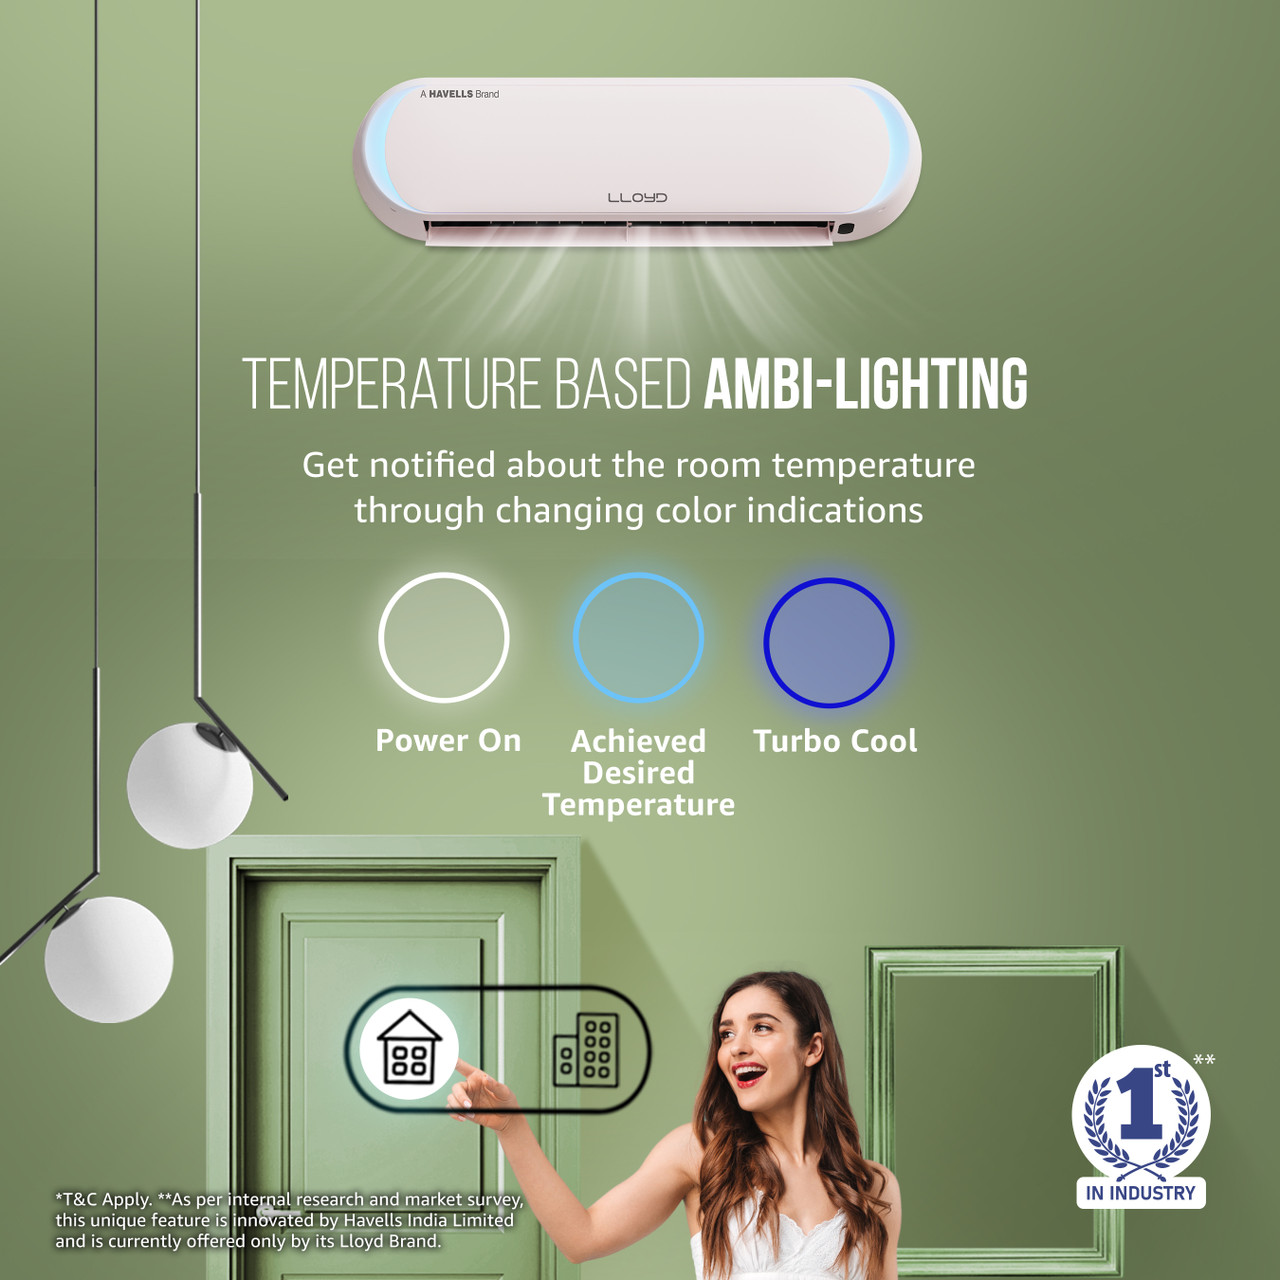 A HAVELLS Brand
LLOYD
TEMPERATURE BASED AMBI-LIGHTING
Get notified about the room temperature
through changing color indications
Power On
Achieved
Desired
Temperature
Turbo Cool
1st
**
IN INDUSTRY
*T&C Apply. **As per internal research and market survey,
this unique feature is innovated by Havells India Limited
and is currently offered only by its Lloyd Brand.